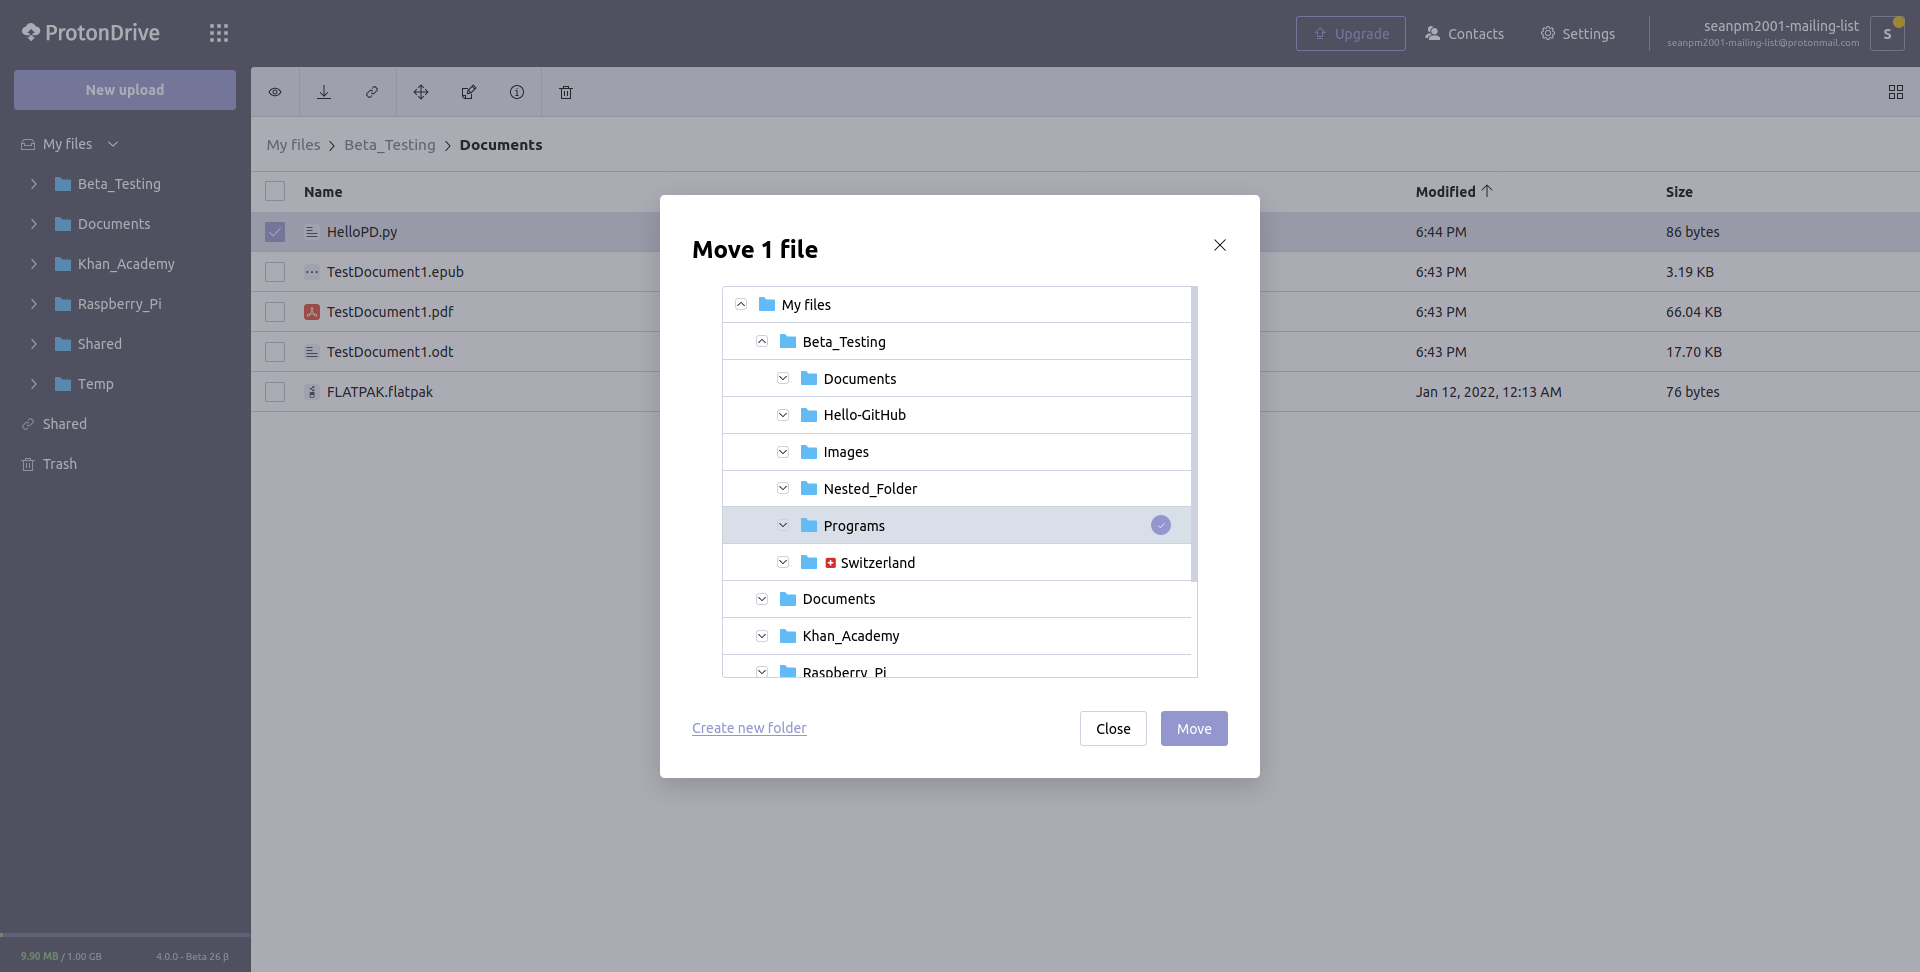 ProtonDrive
Upgrade
Contacts
Settings
seanpm2001-mailing-list
seanpm2001-mailing-list@protonmail.com
S
New upload
My files
Beta_Testing
Documents
Khan_Academy
Raspberry_Pi
Shared
Temp
Shared
Trash
9.90 MB / 1.00 GB
4.0.0 - Beta 26 β
My files > Beta_Testing > Documents
Name Modified Size
HelloPD.py 6:44 PM 86 bytes
TestDocument1.epub 6:43 PM 3.19 KB
TestDocument1.pdf 6:43 PM 66.04 KB
TestDocument1.odt 6:43 PM 17.70 KB
FLATPAK.flatpak Jan 12, 2022, 12:13 AM 76 bytes
Move 1 file
My files
Beta_Testing
Documents
Hello-GitHub
Images
Nested_Folder
Programs
🇨🇭 Switzerland
Documents
Khan_Academy
Raspberry_Pi
Create new folder
Close
Move